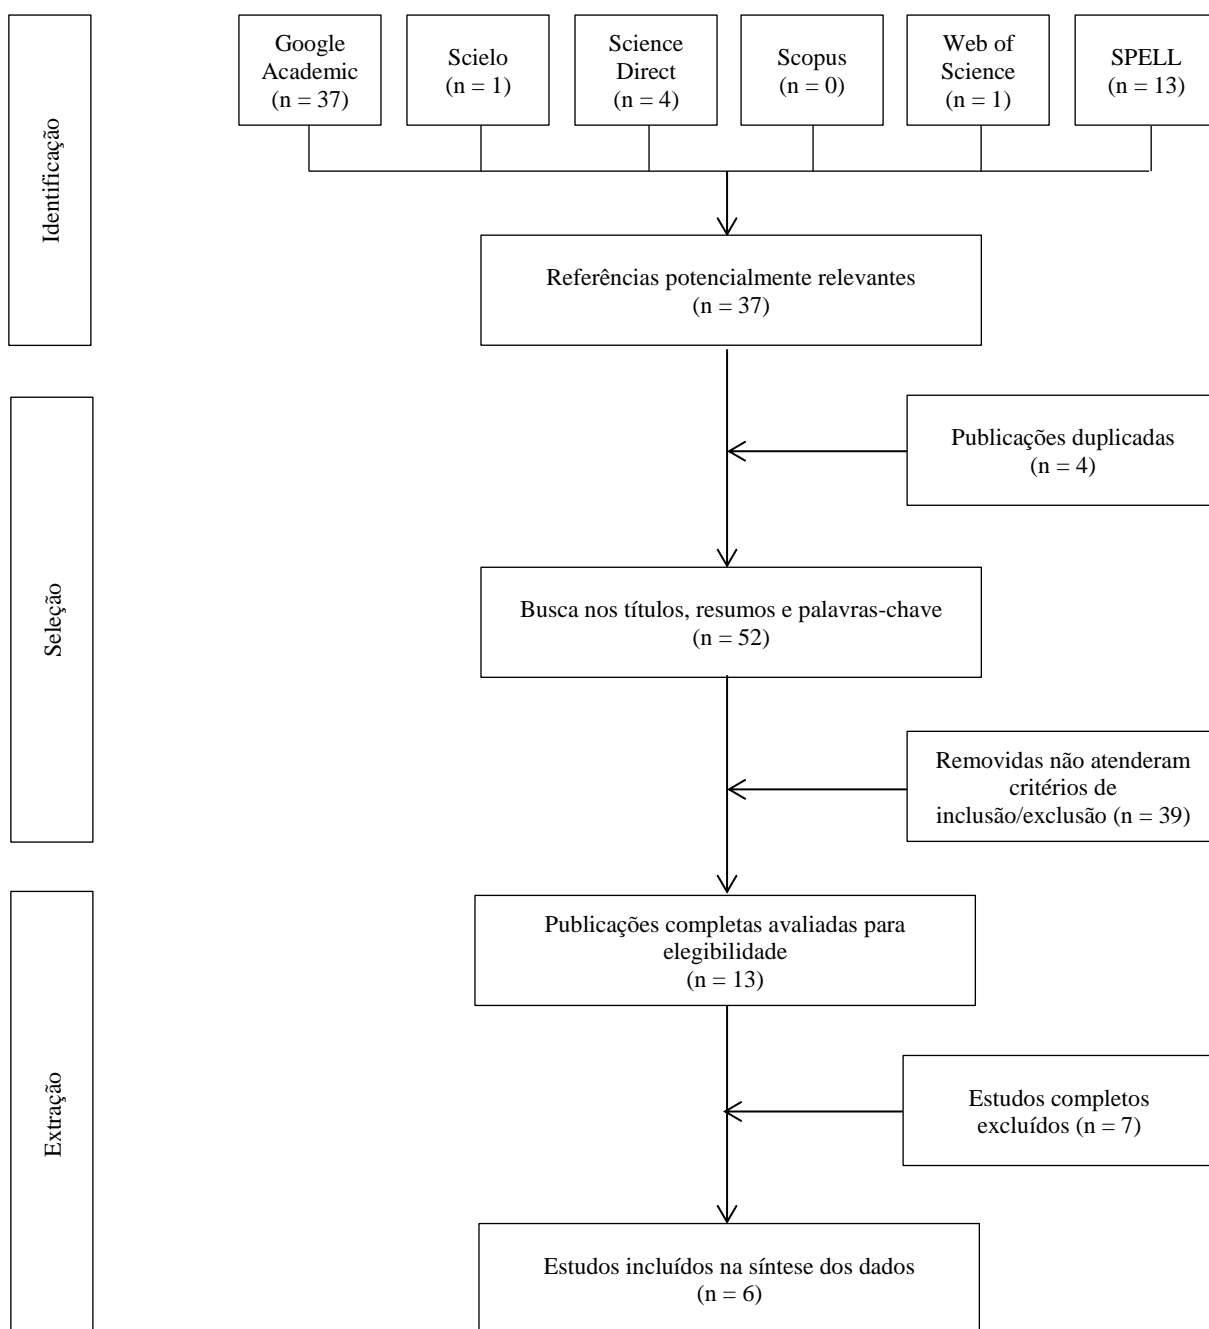 Identificação
Google
Academic
(n = 37)
Scielo
(n = 1)
Science
Direct
(n = 4)
Scopus
(n = 0)
Web of
Science
(n = 1)
SPELL
(n = 13)
Referências potencialmente relevantes
(n = 37)
Seleção
Publicações duplicadas
(n = 4)
Busca nos títulos, resumos e palavras-chave
(n = 52)
Removidas não atenderam
critérios de
inclusão/exclusão (n = 39)
Extração
Publicações completas avaliadas para
elegibilidade
(n = 13)
Estudos completos
excluídos (n = 7)
Estudos incluídos na síntese dos dados
(n = 6)